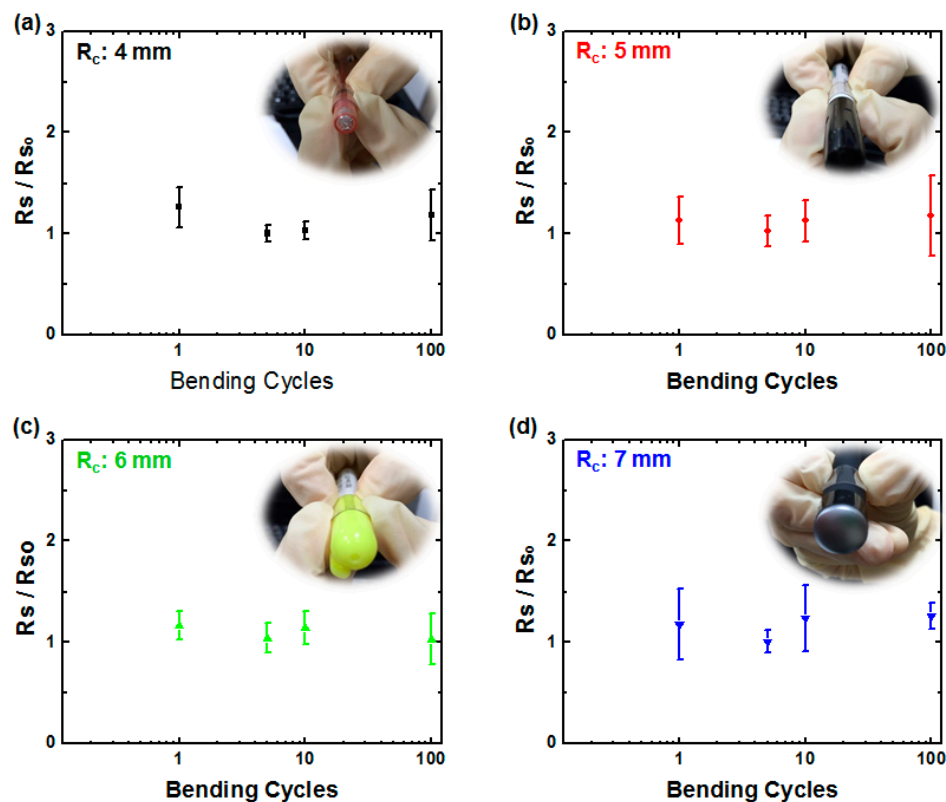 (a)
Rc: 4 mm
Rs / Rs₀
3
2
1
0
1
10
100
Bending Cycles
(b)
Rc: 5 mm
Rs / Rs₀
3
2
1
0
1
10
100
Bending Cycles
(c)
Rc: 6 mm
Rs / Rso
3
2
1
0
1
10
100
Bending Cycles
(d)
Rc: 7 mm
Rs / Rs₀
3
2
1
0
1
10
100
Bending Cycles